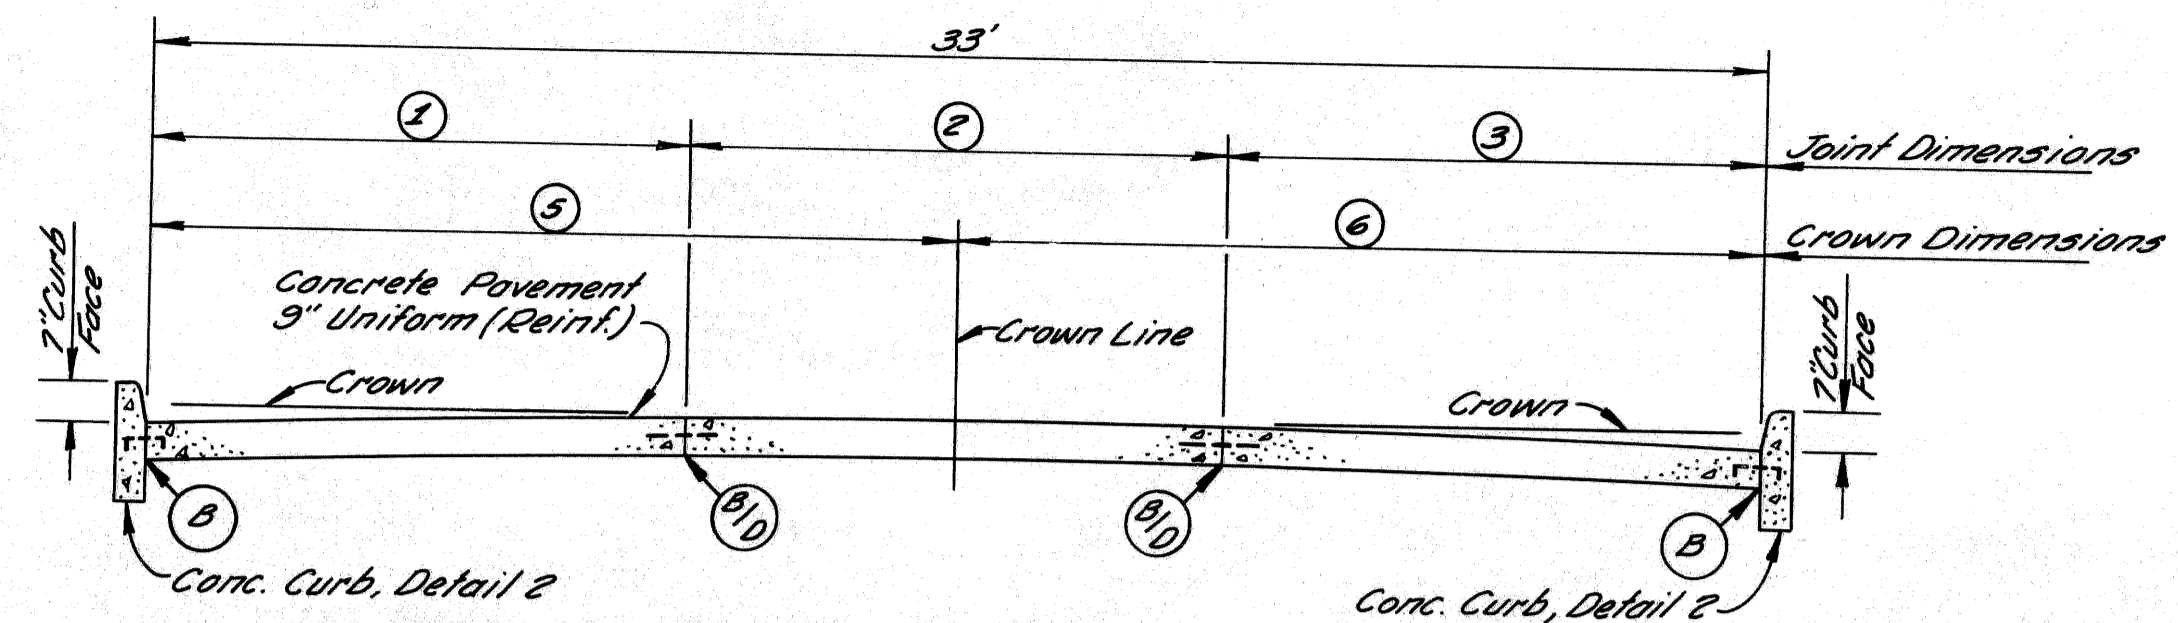 33'
1
2
3
Joint Dimensions
5
6
Crown Dimensions
7" Curb
Face
Concrete Pavement
9" Uniform (Reinf.)
Crown Line
Crown
Crown
7" Curb
Face
B
B/D
B/D
B
Conc. Curb, Detail 2
Conc. Curb, Detail 2